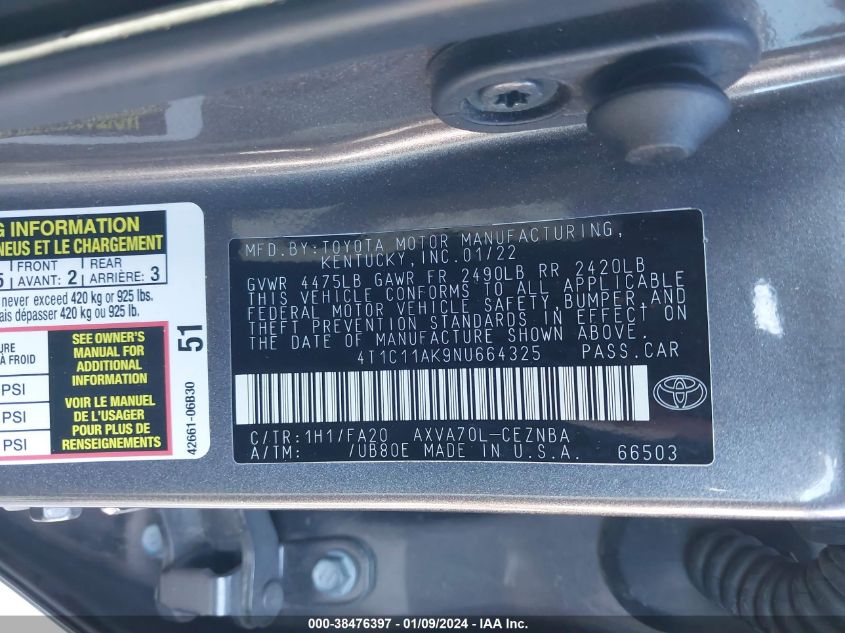 G INFORMATION
NEUS ET LE CHARGEMENT
5 FRONT AVANT: 2 REAR ARRIÈRE: 3
never exceed 420 kg or 925 lbs.
ais dépasser 420 kg ou 925 lb.
URE
À FROID
PSI
PSI
PSI
SEE OWNER'S
MANUAL FOR
ADDITIONAL
INFORMATION
VOIR LE MANUEL
DE L'USAGER
POUR PLUS DE
RENSEIGNEMENTS
51
42661-06B30
MFD.BY:TOYOTA MOTOR MANUFACTURING,
KENTUCKY,INC.01/22
GVWR 4475LB GAWR FR 2490LB RR 2420LB
THIS VEHICLE CONFORMS TO ALL APPLICABLE
FEDERAL MOTOR VEHICLE SAFETY,BUMPER,AND
THEFT PREVENTION STANDARDS IN EFFECT ON
THE DATE OF MANUFACTURE SHOWN ABOVE.
4T1C11AK9NU664325 PASS.CAR
C/TR:1H1/FA20 AXVA70L-CEZNBA
A/TM: /UB80E MADE IN U.S.A. 66503
000-38476397 - 01/09/2024 - IAA Inc.